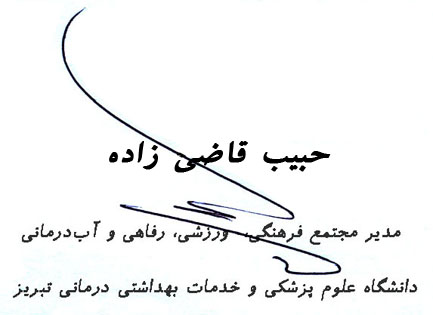 حبیب قاضی زاده
مدیر مجتمع فرهنگی، ورزشی، رفاهی و آب‌درمانی
دانشگاه علوم پزشکی و خدمات بهداشتی درمانی تبریز